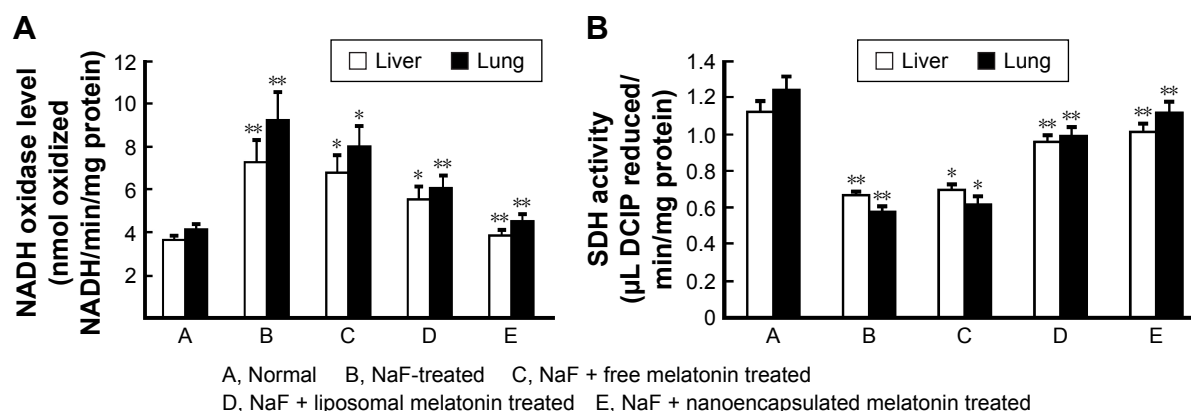 A
NADH oxidase level
(nmol oxidized
NADH/min/mg protein)
12
10
8
6
4
2
Liver Lung
** **
* *
* **
** **
A B C D E
B
SDH activity
(µL DCIP reduced/
min/mg protein)
1.4
1.2
1.0
0.8
0.6
0.4
0.2
0
Liver Lung
** **
* *
** **
** **
A B C D E
A, Normal B, NaF-treated C, NaF + free melatonin treated
D, NaF + liposomal melatonin treated E, NaF + nanoencapsulated melatonin treated